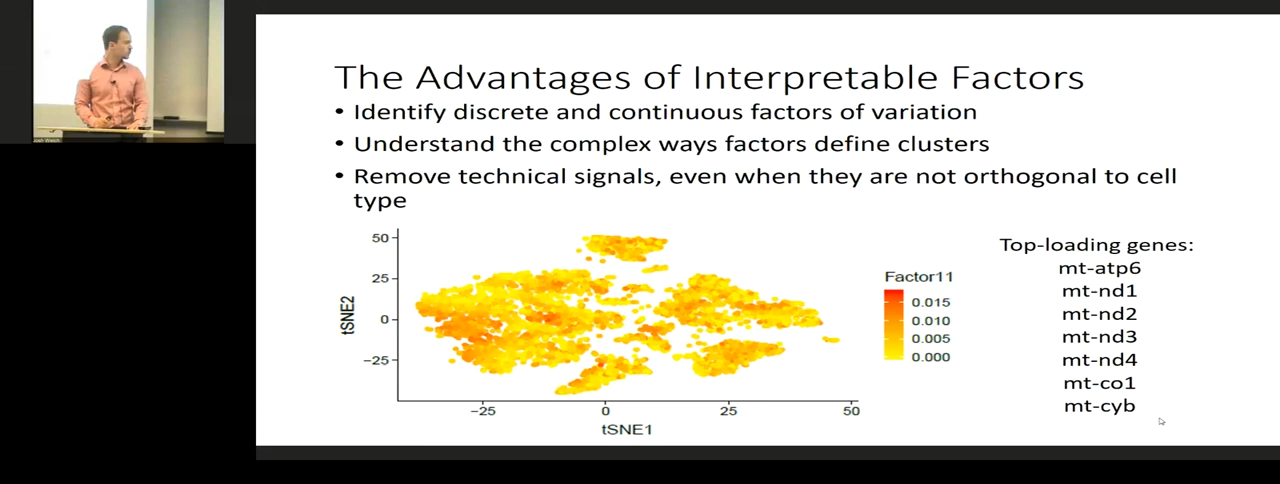 The Advantages of Interpretable Factors
• Identify discrete and continuous factors of variation
• Understand the complex ways factors define clusters
• Remove technical signals, even when they are not orthogonal to cell
type
50
25
0
−25
tSNE2
−25
0
25
50
tSNE1
Factor11
0.015
0.010
0.005
0.000
Top-loading genes:
mt-atp6
mt-nd1
mt-nd2
mt-nd3
mt-nd4
mt-co1
mt-cyb
Josh Welch